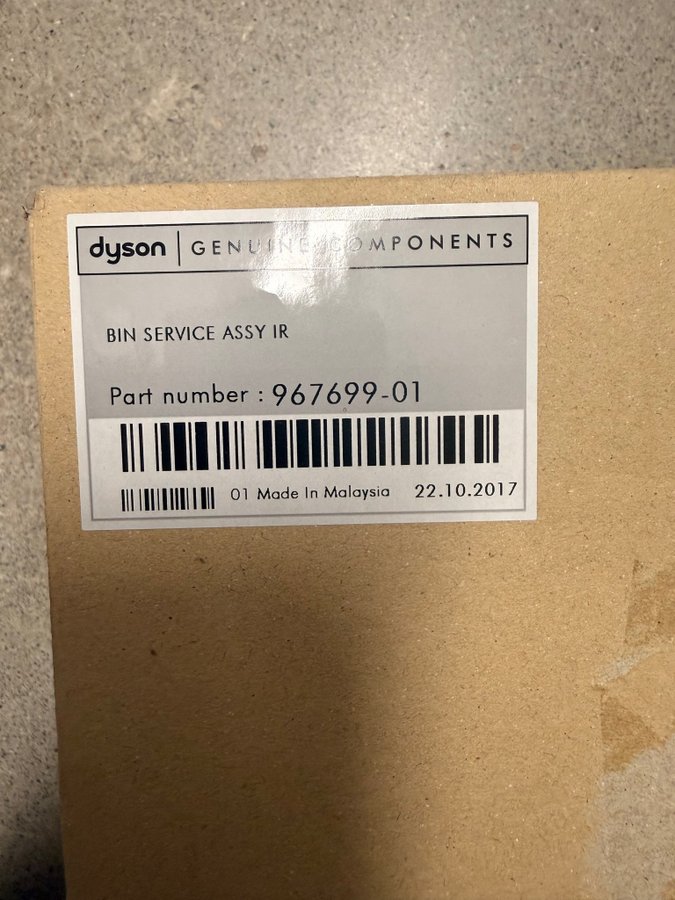 dyson | GENUINE COMPONENTS
BIN SERVICE ASSY IR
Part number : 967699-01
01 Made In Malaysia 22.10.2017